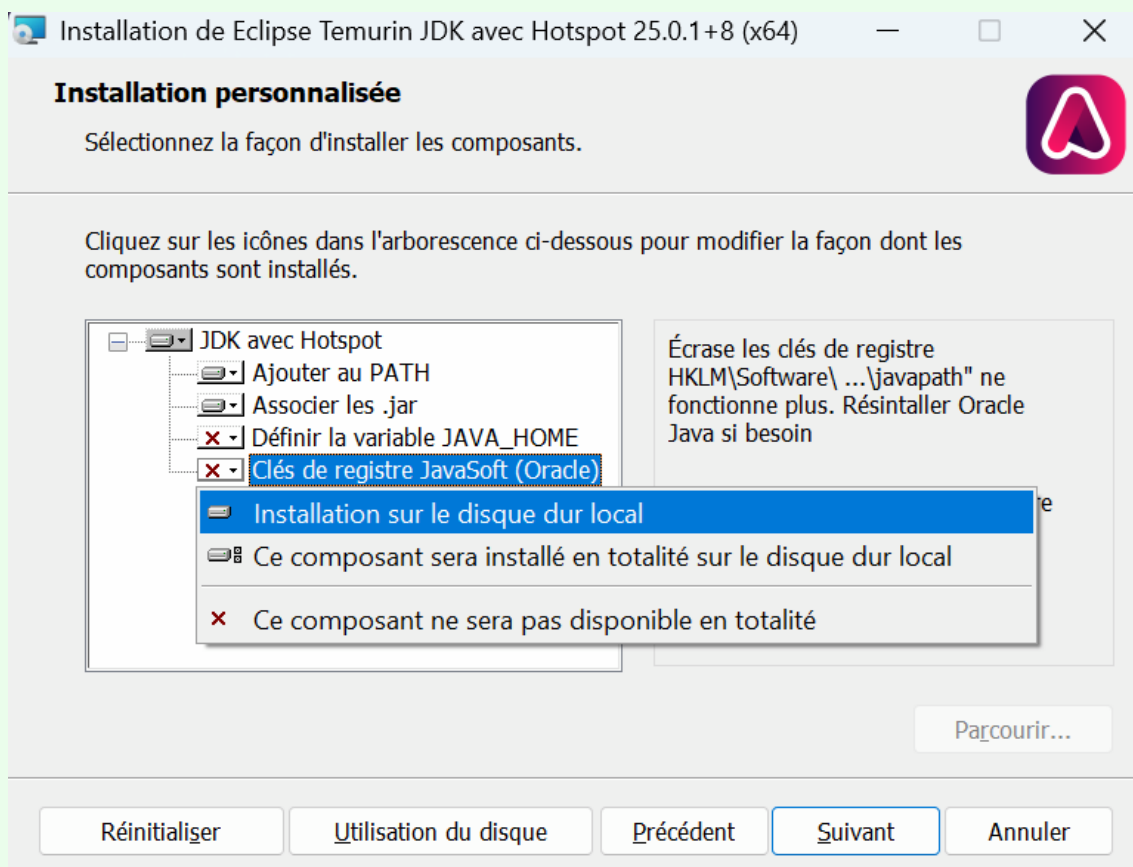 Installation de Eclipse Temurin JDK avec Hotspot 25.0.1+8 (x64)
Installation personnalisée
Sélectionnez la façon d'installer les composants.
Cliquez sur les icônes dans l'arborescence ci-dessous pour modifier la façon dont les
composants sont installés.
JDK avec Hotspot
Ajouter au PATH
Associer les .jar
Définir la variable JAVA_HOME
Clés de registre JavaSoft (Oracle)
Installation sur le disque dur local
Ce composant sera installé en totalité sur le disque dur local
Ce composant ne sera pas disponible en totalité
Écrase les clés de registre
HKLM\Software\ ...\javapath" ne
fonctionne plus. Résintaller Oracle
Java si besoin
Parcourir...
Réinitialiser
Utilisation du disque
Précédent
Suivant
Annuler